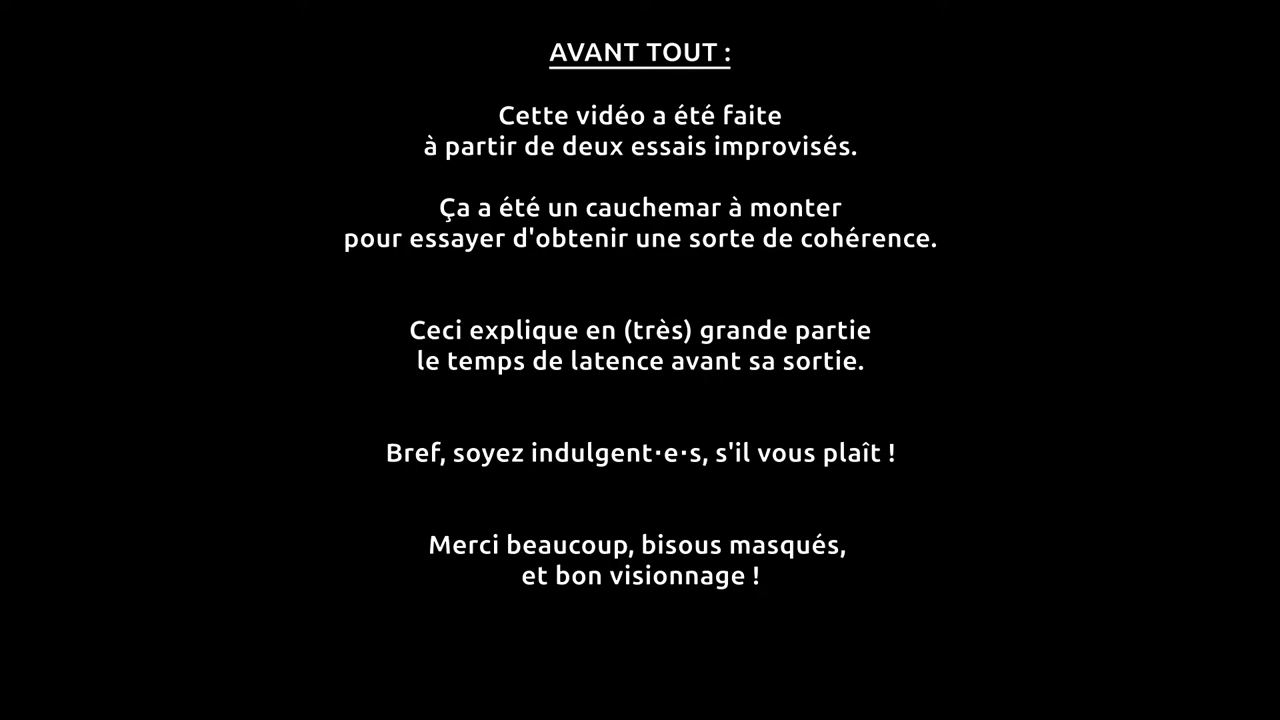 AVANT TOUT :
Cette vidéo a été faite
à partir de deux essais improvisés.
Ça a été un cauchemar à monter
pour essayer d'obtenir une sorte de cohérence.
Ceci explique en (très) grande partie
le temps de latence avant sa sortie.
Bref, soyez indulgent·e·s, s'il vous plaît !
Merci beaucoup, bisous masqués,
et bon visionnage !